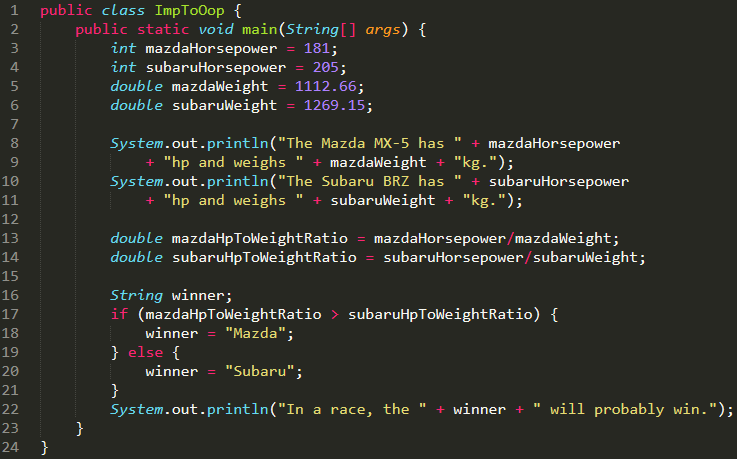 1 public class ImpToOop {
2     public static void main(String[] args) {
3         int mazdaHorsepower = 181;
4         int subaruHorsepower = 205;
5         double mazdaWeight = 1112.66;
6         double subaruWeight = 1269.15;
7
8         System.out.println("The Mazda MX-5 has " + mazdaHorsepower
9             + "hp and weighs " + mazdaWeight + "kg.");
10         System.out.println("The Subaru BRZ has " + subaruHorsepower
11             + "hp and weighs " + subaruWeight + "kg.");
12
13         double mazdaHpToWeightRatio = mazdaHorsepower/mazdaWeight;
14         double subaruHpToWeightRatio = subaruHorsepower/subaruWeight;
15
16         String winner;
17         if (mazdaHpToWeightRatio > subaruHpToWeightRatio) {
18             winner = "Mazda";
19         } else {
20             winner = "Subaru";
21         }
22         System.out.println("In a race, the " + winner + " will probably win.");
23     }
24 }